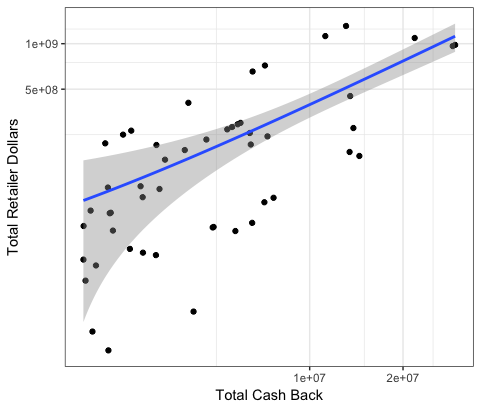 1e+09
5e+08
Total Retailer Dollars
1e+07
2e+07
Total Cash Back